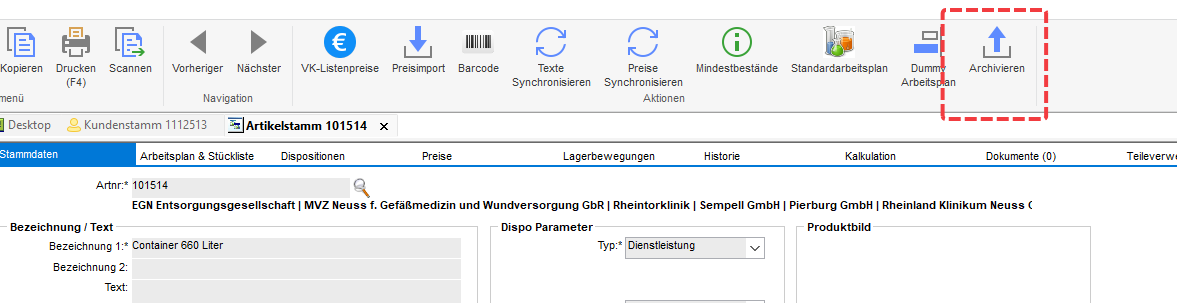 Kopieren Drucken (F4) Scannen Vorheriger Nächster VK-Listenpreise Preisimport Barcode Texte Synchronisieren Preise Synchronisieren Mindestbestände Standardarbeitsplan Dummy Arbeitsplan Archivieren
menü Navigation Aktionen
Desktop Kundenstamm 1112513 Artikelstamm 101514
Stammdaten Arbeitsplan & Stückliste Dispositionen Preise Lagerbewegungen Historie Kalkulation Dokumente (0) Teileverwe
Artnr:* 101514
EGN Entsorgungsgesellschaft | MVZ Neuss f. Gefäßmedizin und Wundversorgung GbR | Rheintorklinik | Sempell GmbH | Pierburg GmbH | Rheinland Klinikum Neuss
Bezeichnung / Text Dispo Parameter Produktbild
Bezeichnung 1:* Container 660 Liter Typ:* Dienstleistung
Bezeichnung 2:
Text: